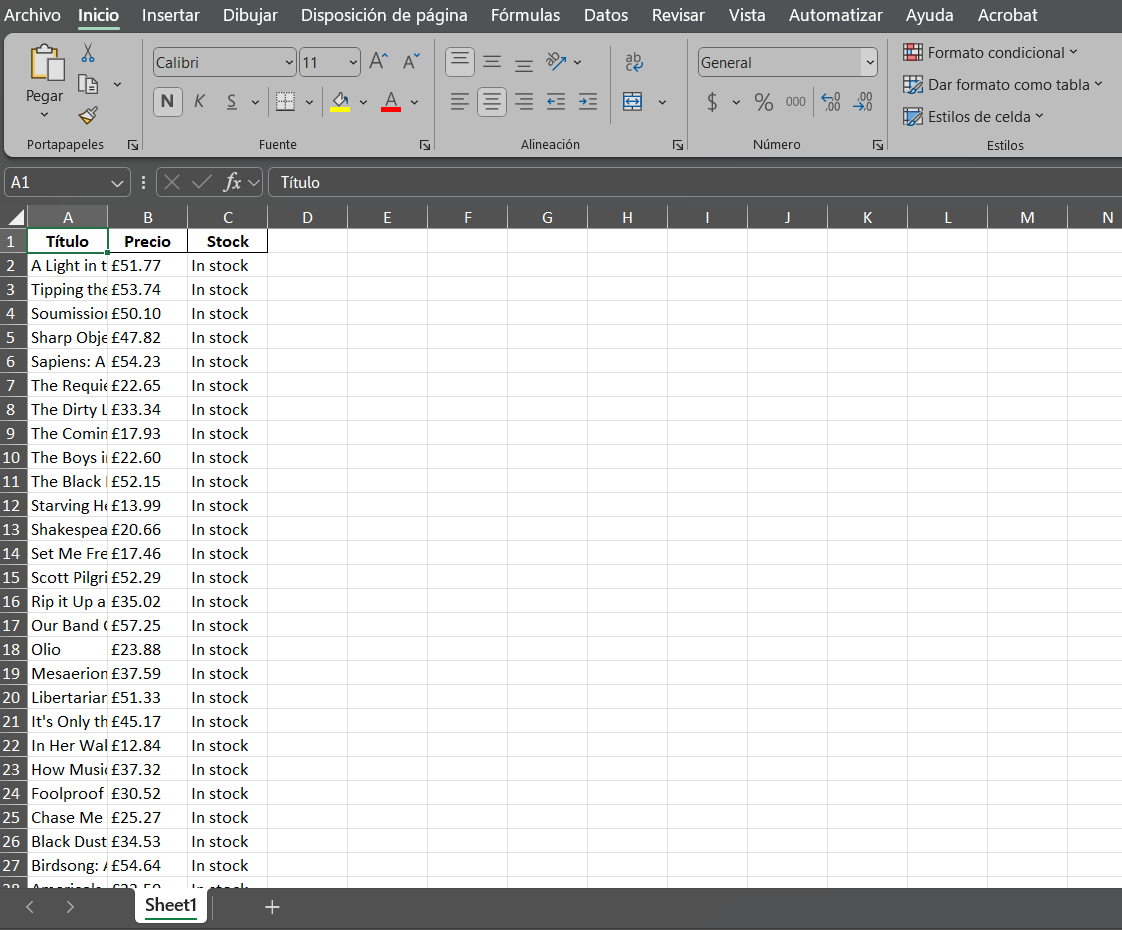 Archivo Inicio Insertar Dibujar Disposición de página Fórmulas Datos Revisar Vista Automatizar Ayuda Acrobat
Pegar
Portapapeles
Calibri 11 A A
N K S A
Fuente
ab
Alineación
General
$ % 000 ,00 ,00
Número
Formato condicional
Dar formato como tabla
Estilos de celda
Estilos
A1 fx Título
A B C D E F G H I J K L M N
1 Título Precio Stock
2 A Light in t £51.77 In stock
3 Tipping the £53.74 In stock
4 Soumission £50.10 In stock
5 Sharp Obje £47.82 In stock
6 Sapiens: A £54.23 In stock
7 The Requie £22.65 In stock
8 The Dirty L £33.34 In stock
9 The Comin £17.93 In stock
10 The Boys i £22.60 In stock
11 The Black £52.15 In stock
12 Starving He £13.99 In stock
13 Shakespea £20.66 In stock
14 Set Me Fre £17.46 In stock
15 Scott Pilgri £52.29 In stock
16 Rip it Up a £35.02 In stock
17 Our Band £57.25 In stock
18 Olio £23.88 In stock
19 Mesaerion £37.59 In stock
20 Libertarian £51.33 In stock
21 It's Only th £45.17 In stock
22 In Her Wak £12.84 In stock
23 How Music £37.32 In stock
24 Foolproof £30.52 In stock
25 Chase Me £25.27 In stock
26 Black Dust £34.53 In stock
27 Birdsong: A £54.64 In stock
Sheet1